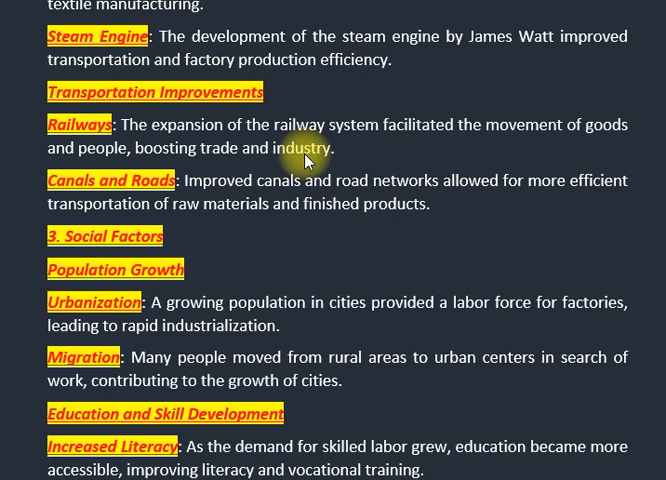 textile manufacturing.
Steam Engine: The development of the steam engine by James Watt improved
transportation and factory production efficiency.
Transportation Improvements
Railways: The expansion of the railway system facilitated the movement of goods
and people, boosting trade and industry.
Canals and Roads: Improved canals and road networks allowed for more efficient
transportation of raw materials and finished products.
3. Social Factors
Population Growth
Urbanization: A growing population in cities provided a labor force for factories,
leading to rapid industrialization.
Migration: Many people moved from rural areas to urban centers in search of
work, contributing to the growth of cities.
Education and Skill Development
Increased Literacy: As the demand for skilled labor grew, education became more
accessible, improving literacy and vocational training.